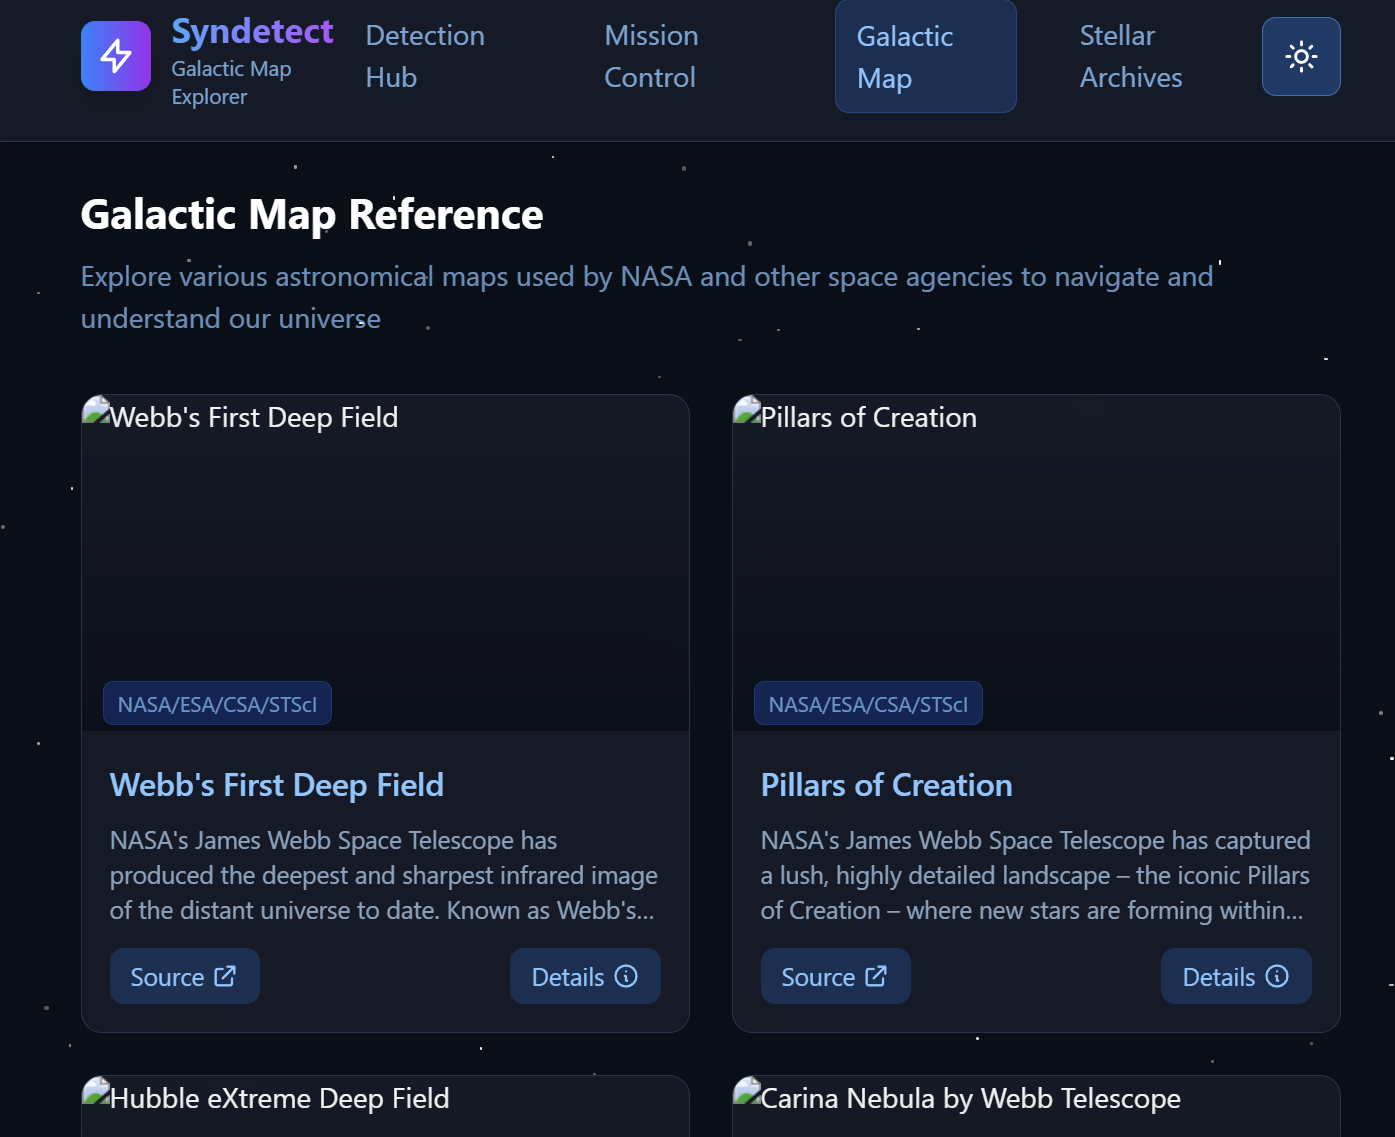 Syndetect
Galactic Map
Explorer
Detection
Hub
Mission
Control
Galactic
Map
Stellar
Archives
Galactic Map Reference
Explore various astronomical maps used by NASA and other space agencies to navigate and
understand our universe
Webb's First Deep Field
NASA/ESA/CSA/STScI
Webb's First Deep Field
NASA's James Webb Space Telescope has
produced the deepest and sharpest infrared image
of the distant universe to date. Known as Webb's...
Source
Details
Pillars of Creation
NASA/ESA/CSA/STScI
Pillars of Creation
NASA's James Webb Space Telescope has captured
a lush, highly detailed landscape – the iconic Pillars
of Creation – where new stars are forming within...
Source
Details
Hubble eXtreme Deep Field
Carina Nebula by Webb Telescope